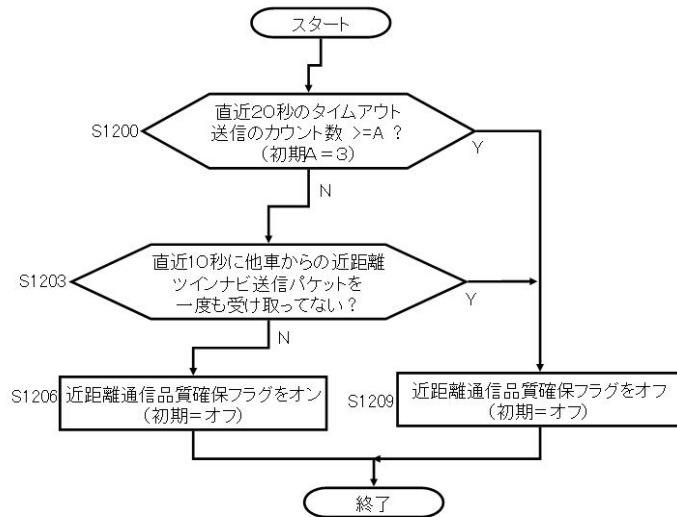 スタート
S1200
直近20秒のタイムアウト
送信のカウント数 >=A ?
(初期A=3)
Y
N
S1203
直近10秒に他車からの近距離
ツインナビ送信パケットを
一度も受け取ってない?
Y
N
S1206
近距離通信品質確保フラグをオン
(初期=オフ)
S1209
近距離通信品質確保フラグをオフ
(初期=オフ)
終了